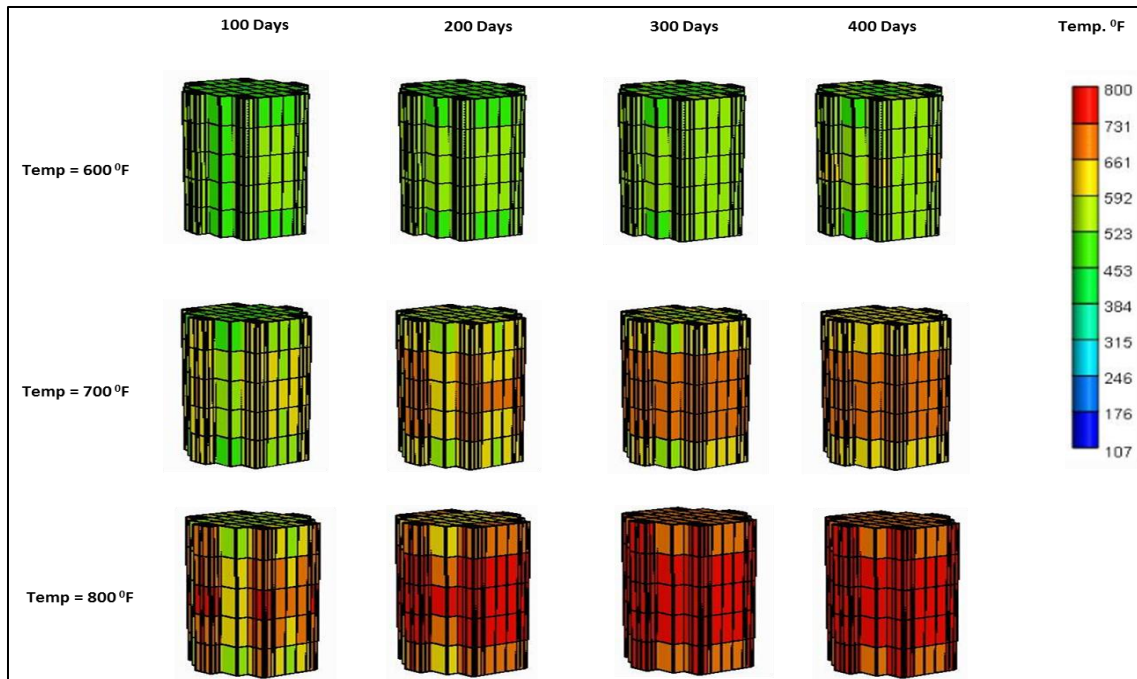 100 Days 200 Days 300 Days 400 Days Temp. ⁰F
Temp = 600 ⁰F
Temp = 700 ⁰F
Temp = 800 ⁰F
800
731
661
592
523
453
384
315
246
176
107